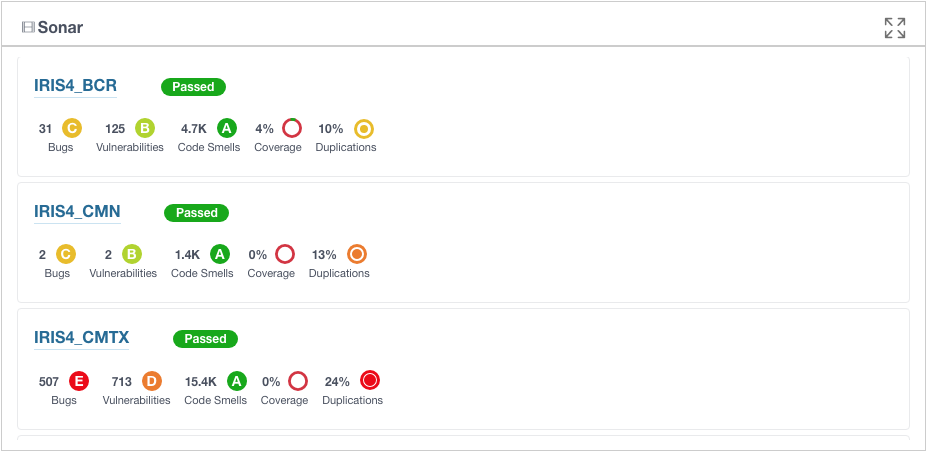 Sonar
IRIS4_BCR Passed
31 C 125 B 4.7K A 4% 10%
Bugs Vulnerabilities Code Smells Coverage Duplications
IRIS4_CMN Passed
2 C 2 B 1.4K A 0% 13%
Bugs Vulnerabilities Code Smells Coverage Duplications
IRIS4_CMTX Passed
507 E 713 D 15.4K A 0% 24%
Bugs Vulnerabilities Code Smells Coverage Duplications